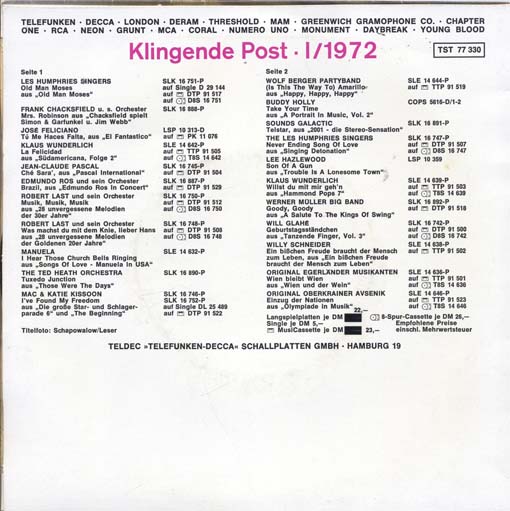 TELEFUNKEN · DECCA · LONDON · DERAM · THRESHOLD · MAM · GREENWICH GRAMOPHONE CO. · CHAPTER
ONE · RCA · NEON · GRUNT · MCA · CORAL · NUMERO UNO · MONUMENT · DAYBREAK · YOUNG BLOOD
Klingende Post · I/1972
TST 77 330
Seite 1
LES HUMPHRIES SINGERS SLK 16 751-P
Old Man Moses auf Single D 29 144
aus „Old Man Moses" auf DTP 91 517
auf D8S 16 751
FRANK CHACKSFIELD u. s. Orchester SLK 16 888-P
Mrs. Robinson aus „Chacksfield spielt
Simon & Garfunkel u. Jim Webb"
JOSÉ FELICIANO LSP 10 313-D
Tú Me Haces Falta, aus „El Fantastico" auf PK 11 076
KLAUS WUNDERLICH SLE 14 642-P
La Felicidad auf TTP 91 505
aus „Südamericana, Folge 2" auf T8S 14 642
JEAN-CLAUDE PASCAL SLK 16 745-P
Ché Sara', aus „Pascal International" auf DTP 91 504
EDMUNDO ROS und sein Orchester SLK 16 887-P
Brazil, aus „Edmundo Ros In Concert" auf DTP 91 529
ROBERT LAST und sein Orchester SLK 16 750-P
Musik, Musik, Musik auf DTP 91 512
aus „28 unvergessene Melodien auf D8S 16 750
der 30er Jahre"
ROBERT LAST und sein Orchester SLK 16 748-P
Was machst du mit dem Knie, lieber Hans auf DTP 91 508
aus „28 unvergessene Melodien auf D8S 16 748
der Goldenen 20er Jahre"
MANUELA SLE 14 632-P
I Hear Those Church Bells Ringing
aus „Songs Of Love - Manuela In USA"
THE TED HEATH ORCHESTRA SLK 16 890-P
Tuxedo Junction
aus „Those Were The Days"
MAC & KATIE KISSOON SLK 16 746-P
I've Found My Freedom SLK 16 752-P
aus „Die große Star- und Schlager- auf Single DL 25 489
parade 6" und „The Beginning" auf DTP 91 522
Titelfoto: Schapowalow/Leser
Seite 2
WOLF BERGER PARTYBAND SLE 14 644-P
(Is This The Way To) Amarillo auf TTP 91 519
aus „Happy, Happy, Happy"
BUDDY HOLLY COPS 5616-D/1-2
Take Your Time
aus „A Portrait In Music, Vol. 2"
SOUNDS GALACTIC SLK 16 891-P
Telstar, aus „2001 - die Stereo-Sensation"
THE LES HUMPHRIES SINGERS SLK 16 747-P
Never Ending Song Of Love auf DTP 91 507
aus „Singing Detonation" auf D8S 16 747
LEE HAZLEWOOD LSP 10 359
Son Of A Gun
aus „Trouble Is A Lonesome Town"
KLAUS WUNDERLICH SLE 14 639-P
Willst du mit mir geh'n auf TTP 91 503
aus „Hammond Pops 7" auf T8S 14 639
WERNER MÜLLER BIG BAND SLK 16 892-P
Goody, Goody auf DTP 91 518
aus „A Salute To The Kings Of Swing"
WILL GLAHÉ SLK 16 742-P
Geburtstagsständchen auf DTP 91 500
aus „Tanzende Finger, Vol. 3" auf D8S 16 742
WILLY SCHNEIDER SLE 14 638-P
Ein bißchen Freude braucht der Mensch auf TTP 91 502
zum Leben, aus „Ein bißchen Freude
braucht der Mensch zum Leben"
ORIGINAL EGERLÄNDER MUSIKANTEN SLE 14 636-P
Wien bleibt Wien auf TTP 91 501
aus „Wien und der Wein" auf T8S 14 636
ORIGINAL OBERKRAINER AVSENIK SLE 14 646-P
Einzug der Nationen auf TTP 91 523
aus „Olympiade in Musik" auf T8S 14 646
22,—
Langspielplatten je DM 8-Spur-Cassette je DM 26,—
Single je DM 5,— Empfohlene Preise
MusiCassette je DM 23,— einschl. Mehrwertsteuer
TELDEC »TELEFUNKEN-DECCA« SCHALLPLATTEN GMBH · HAMBURG 19